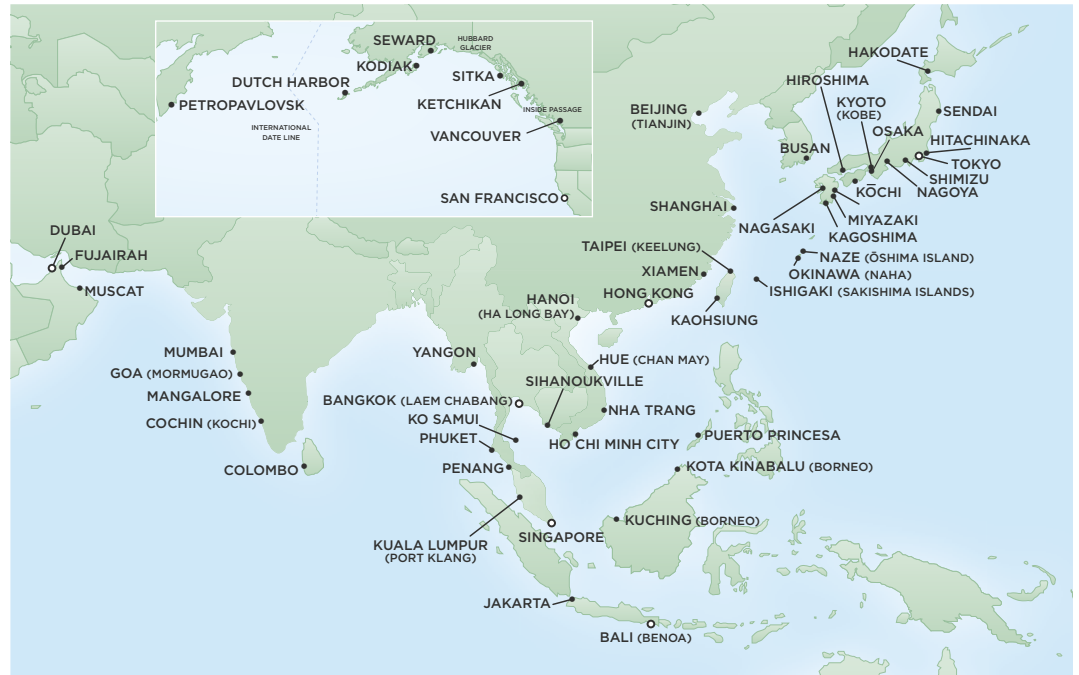 SEWARD
HUBBARD
GLACIER
KODIAK
SITKA
DUTCH HARBOR
PETROPAVLOVSK
KETCHIKAN
INSIDE PASSAGE
INTERNATIONAL
DATE LINE
VANCOUVER
SAN FRANCISCO
HAKODATE
HIROSHIMA
KYOTO
(KOBE)
BEIJING
(TIANJIN)
SENDAI
OSAKA
HITACHINAKA
BUSAN
TOKYO
SHIMIZU
NAGOYA
KŌCHI
SHANGHAI
MIYAZAKI
NAGASAKI
KAGOSHIMA
DUBAI
FUJAIRAH
MUSCAT
TAIPEI (KEELUNG)
NAZE (ŌSHIMA ISLAND)
XIAMEN
OKINAWA (NAHA)
HONG KONG
ISHIGAKI (SAKISHIMA ISLANDS)
HANOI
(HA LONG BAY)
KAOHSIUNG
MUMBAI
YANGON
HUE (CHAN MAY)
GOA (MORMUGAO)
SIHANOUKVILLE
MANGALORE
BANGKOK (LAEM CHABANG)
NHA TRANG
COCHIN (KOCHI)
KO SAMUI
PHUKET
HO CHI MINH CITY
PUERTO PRINCESA
COLOMBO
PENANG
KOTA KINABALU (BORNEO)
KUCHING (BORNEO)
SINGAPORE
KUALA LUMPUR
(PORT KLANG)
JAKARTA
BALI (BENOA)